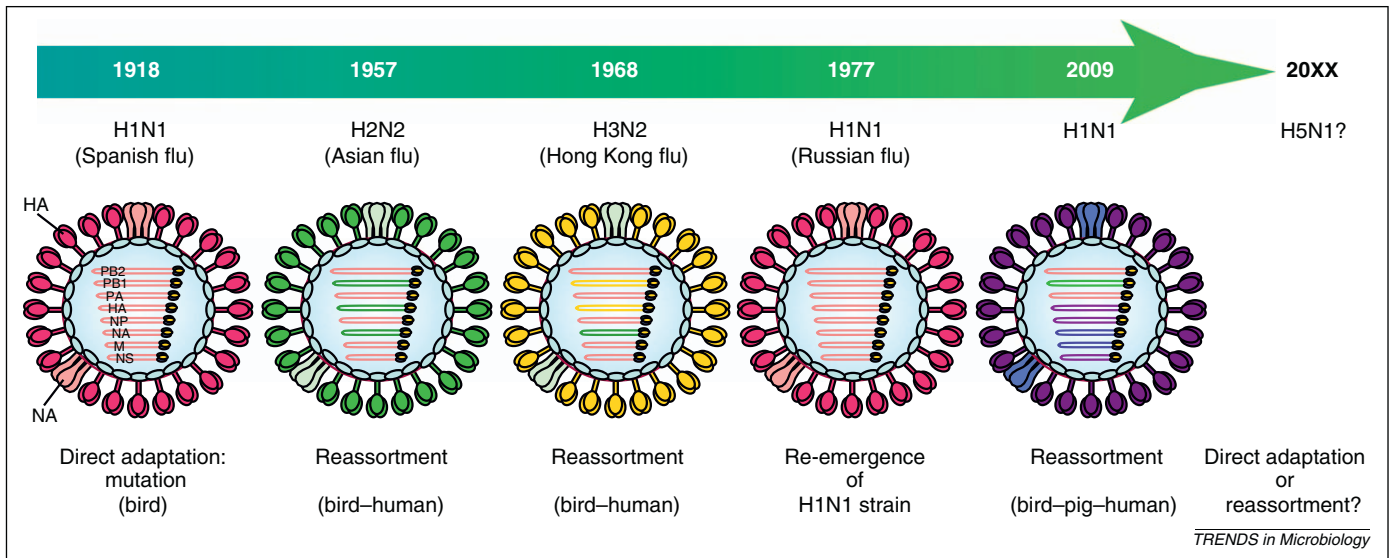 1918 1957 1968 1977 2009 20XX
H1N1 H2N2 H3N2 H1N1 H1N1 H5N1?
(Spanish flu) (Asian flu) (Hong Kong flu) (Russian flu)
HA
PB2
PB1
PA
HA
NP
NA
M
NS
NA
Direct adaptation: Reassortment Reassortment Re-emergence Reassortment Direct adaptation
mutation of or
(bird) (bird–human) (bird–human) H1N1 strain (bird–pig–human) reassortment?
TRENDS in Microbiology